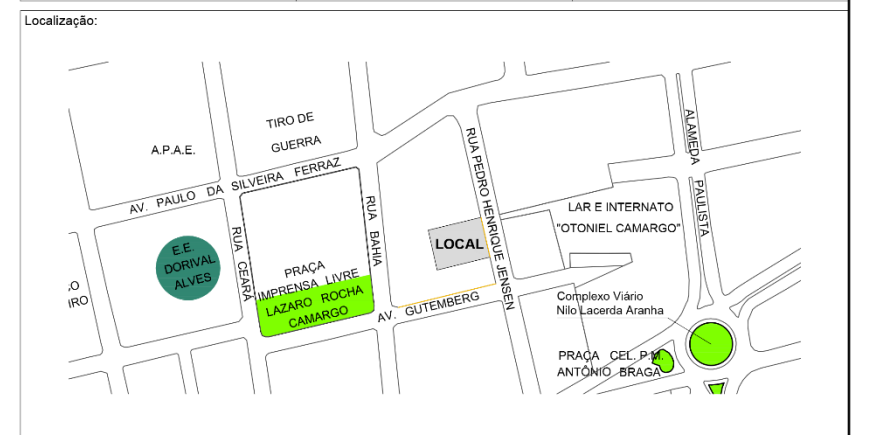 Localização:
TIRO DE
GUERRA
A.P.A.E.
AV. PAULO DA SILVEIRA FERRAZ
RUA PEDRO HENRIQUE JENSEN
ALAMEDA PAULISTA
RUA BAHIA
RUA CEARÁ
LAR E INTERNATO
"OTONIEL CAMARGO"
E.E.
DORIVAL
ALVES
LOCAL
PRAÇA
IMPRENSA LIVRE
LAZARO ROCHA
CAMARGO
AV. GUTEMBERG
Complexo Viário
Nilo Lacerda Aranha
PRAÇA CEL. P.M.
ANTÔNIO BRAGA